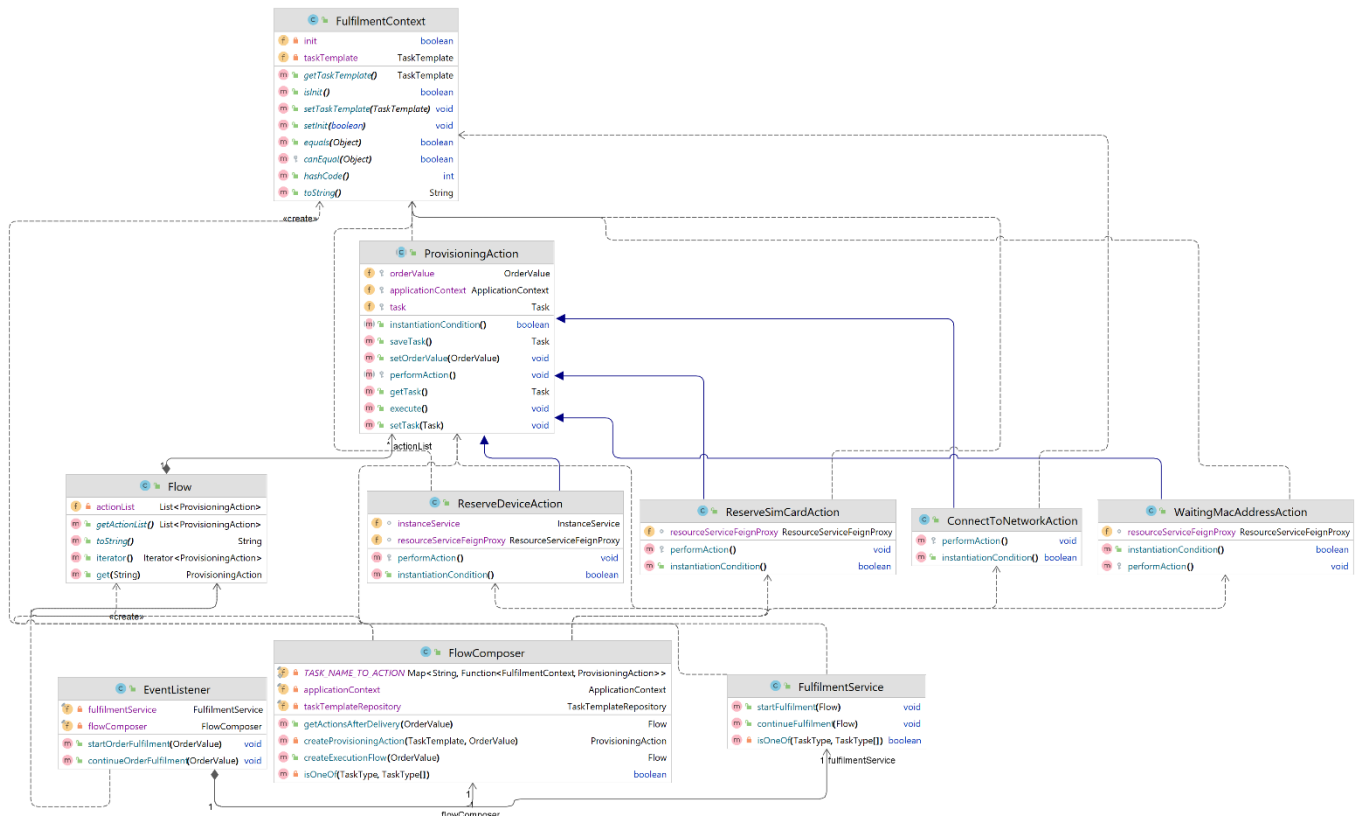 FulfilmentContext
init boolean
taskTemplate TaskTemplate
getTaskTemplate() TaskTemplate
isInit() boolean
setTaskTemplate(TaskTemplate) void
setInit(boolean) void
equals(Object) boolean
canEqual(Object) boolean
hashCode() int
toString() String
«create»
ProvisioningAction
orderValue OrderValue
applicationContext ApplicationContext
task Task
instantiationCondition() boolean
saveTask() Task
setOrderValue(OrderValue) void
performAction() void
getTask() Task
execute() void
setTask(Task) void
* actionList
1
Flow
actionList List<ProvisioningAction>
getActionList() List<ProvisioningAction>
toString() String
iterator() Iterator<ProvisioningAction>
get(String) ProvisioningAction
ReserveDeviceAction
instanceService InstanceService
resourceServiceFeignProxy ResourceServiceFeignProxy
performAction() void
instantiationCondition() boolean
ReserveSimCardAction
resourceServiceFeignProxy ResourceServiceFeignProxy
performAction() void
instantiationCondition() boolean
ConnectToNetworkAction
performAction() void
instantiationCondition() boolean
WaitingMacAddressAction
resourceServiceFeignProxy ResourceServiceFeignProxy
instantiationCondition() boolean
performAction() void
«create»
FlowComposer
TASK_NAME_TO_ACTION Map<String, Function<FulfilmentContext, ProvisioningAction>>
applicationContext ApplicationContext
taskTemplateRepository TaskTemplateRepository
getActionsAfterDelivery(OrderValue) Flow
createProvisioningAction(TaskTemplate, OrderValue) ProvisioningAction
createExecutionFlow(OrderValue) Flow
isOneOf(TaskType, TaskType[]) boolean
EventListener
fulfilmentService FulfilmentService
flowComposer FlowComposer
startOrderFulfilment(OrderValue) void
continueOrderFulfilment(OrderValue) void
FulfilmentService
startFulfilment(Flow) void
continueFulfilment(Flow) void
isOneOf(TaskType, TaskType[]) boolean
1 fulfilmentService
1
1
flowComposer